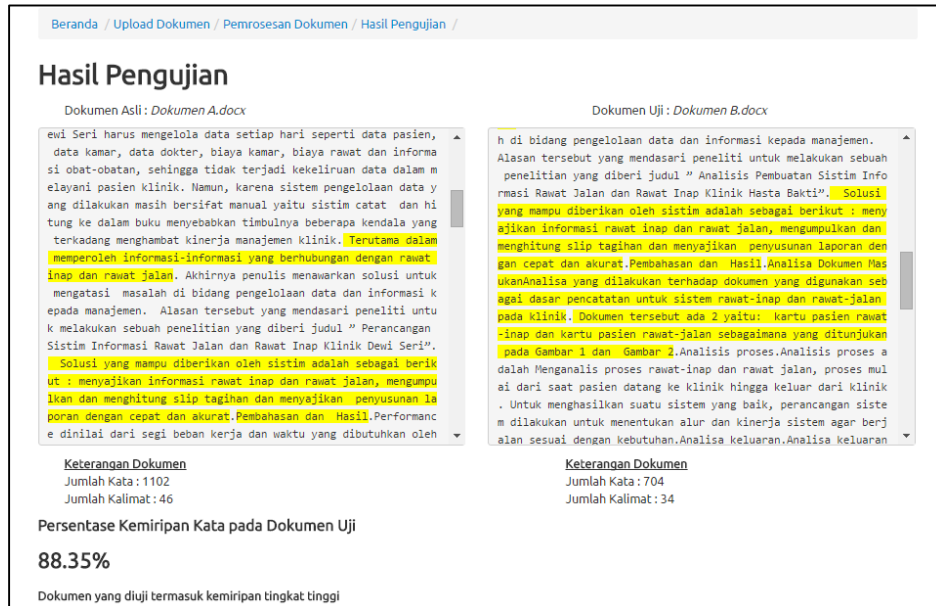 Beranda / Upload Dokumen / Pemrosesan Dokumen / Hasil Pengujian /
Hasil Pengujian
Dokumen Asli : Dokumen A.docx
ewi Seri harus mengelola data setiap hari seperti data pasien,
data kamar, data dokter, biaya kamar, biaya rawat dan informa
si obat-obatan, sehingga tidak terjadi kekeliruan data dalam m
elayani pasien klinik. Namun, karena sistem pengelolaan data y
ang dilakukan masih bersifat manual yaitu sistim catat dan hi
tung ke dalam buku menyebabkan timbulnya beberapa kendala yang
terkadang menghambat kinerja manajemen klinik. Terutama dalam
memperoleh informasi-informasi yang berhubungan dengan rawat
inap dan rawat jalan. Akhirnya penulis menawarkan solusi untuk
mengatasi masalah di bidang pengelolaan data dan informasi k
epada manajemen. Alasan tersebut yang mendasari peneliti untu
k melakukan sebuah penelitian yang diberi judul " Perancangan
Sistim Informasi Rawat Jalan dan Rawat Inap Klinik Dewi Seri".
Solusi yang mampu diberikan oleh sistim adalah sebagai berik
ut : menyajikan informasi rawat inap dan rawat jalan, mengumpu
lkan dan menghitung slip tagihan dan menyajikan penyusunan la
poran dengan cepat dan akurat.Pembahasan dan Hasil.Performanc
e dinilai dari segi beban kerja dan waktu yang dibutuhkan oleh
Keterangan Dokumen
Jumlah Kata : 1102
Jumlah Kalimat : 46
Dokumen Uji : Dokumen B.docx
h di bidang pengelolaan data dan informasi kepada manajemen.
Alasan tersebut yang mendasari peneliti untuk melakukan sebuah
penelitian yang diberi judul " Analisis Pembuatan Sistim Info
rmasi Rawat Jalan dan Rawat Inap Klinik Hasta Bakti". Solusi
yang mampu diberikan oleh sistim adalah sebagai berikut : meny
ajikan informasi rawat inap dan rawat jalan, mengumpulkan dan
menghitung slip tagihan dan menyajikan penyusunan laporan den
gan cepat dan akurat.Pembahasan dan Hasil.Analisa Dokumen Mas
ukanAnalisa yang dilakukan terhadap dokumen yang digunakan seb
agai dasar pencatatan untuk sistem rawat-inap dan rawat-jalan
pada klinik. Dokumen tersebut ada 2 yaitu: kartu pasien rawat
-inap dan kartu pasien rawat-jalan sebagaimana yang ditunjukan
pada Gambar 1 dan Gambar 2.Analisis proses.Analisis proses a
dalah Menganalis proses rawat-inap dan rawat jalan, proses mul
ai dari saat pasien datang ke klinik hingga keluar dari klinik
. Untuk menghasilkan suatu sistem yang baik, perancangan siste
m dilakukan untuk menentukan alur dan kinerja sistem agar berj
alan sesuai dengan kebutuhan.Analisa keluaran.Analisa keluaran
Keterangan Dokumen
Jumlah Kata : 704
Jumlah Kalimat : 34
Persentase Kemiripan Kata pada Dokumen Uji
88.35%
Dokumen yang diuji termasuk kemiripan tingkat tinggi